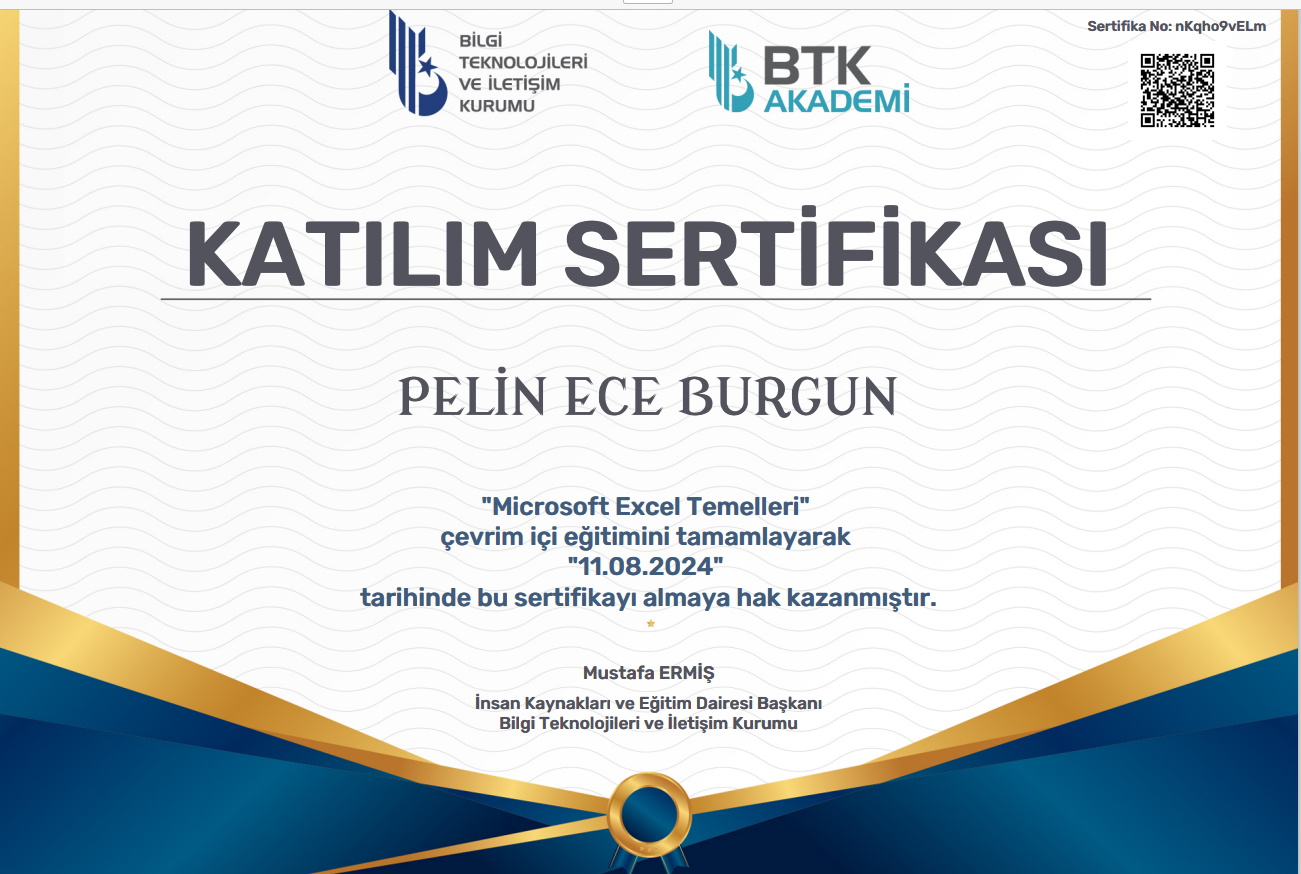 Sertifika No: nKqho9vELm
BİLGİ
TEKNOLOJİLERİ
VE İLETİŞİM
KURUMU
BTK
AKADEMİ
KATILIM SERTİFİKASI
PELİN ECE BURGUN
"Microsoft Excel Temelleri"
çevrim içi eğitimini tamamlayarak
"11.08.2024"
tarihinde bu sertifikayı almaya hak kazanmıştır.
Mustafa ERMİŞ
İnsan Kaynakları ve Eğitim Dairesi Başkanı
Bilgi Teknolojileri ve İletişim Kurumu